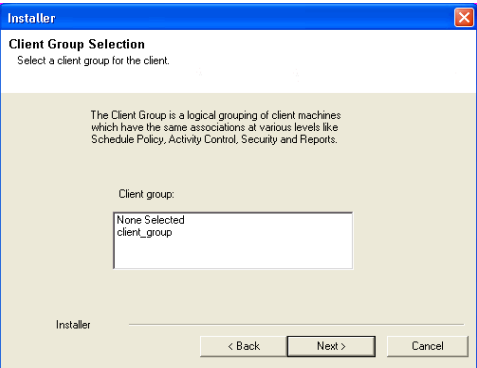 Installer
Client Group Selection
Select a client group for the client.
The Client Group is a logical grouping of client machines
which have the same associations at various levels like
Schedule Policy, Activity Control, Security and Reports.
Client group:
None Selected
client_group
Installer
< Back
Next >
Cancel